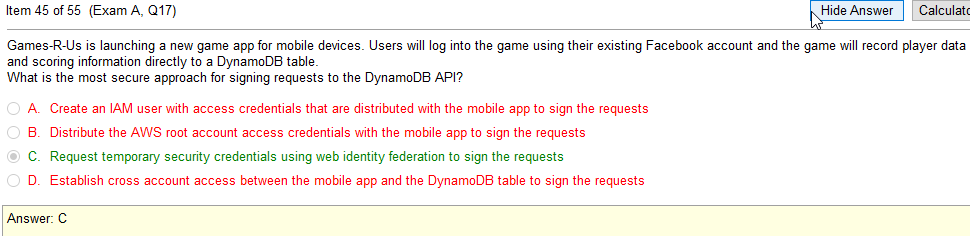 Item 45 of 55 (Exam A, Q17)
Hide Answer
Games-R-Us is launching a new game app for mobile devices. Users will log into the game using their existing Facebook account and the game will record player data
and scoring information directly to a DynamoDB table.
What is the most secure approach for signing requests to the DynamoDB API?
A. Create an IAM user with access credentials that are distributed with the mobile app to sign the requests
B. Distribute the AWS root account access credentials with the mobile app to sign the requests
C. Request temporary security credentials using web identity federation to sign the requests
D. Establish cross account access between the mobile app and the DynamoDB table to sign the requests
Answer: C